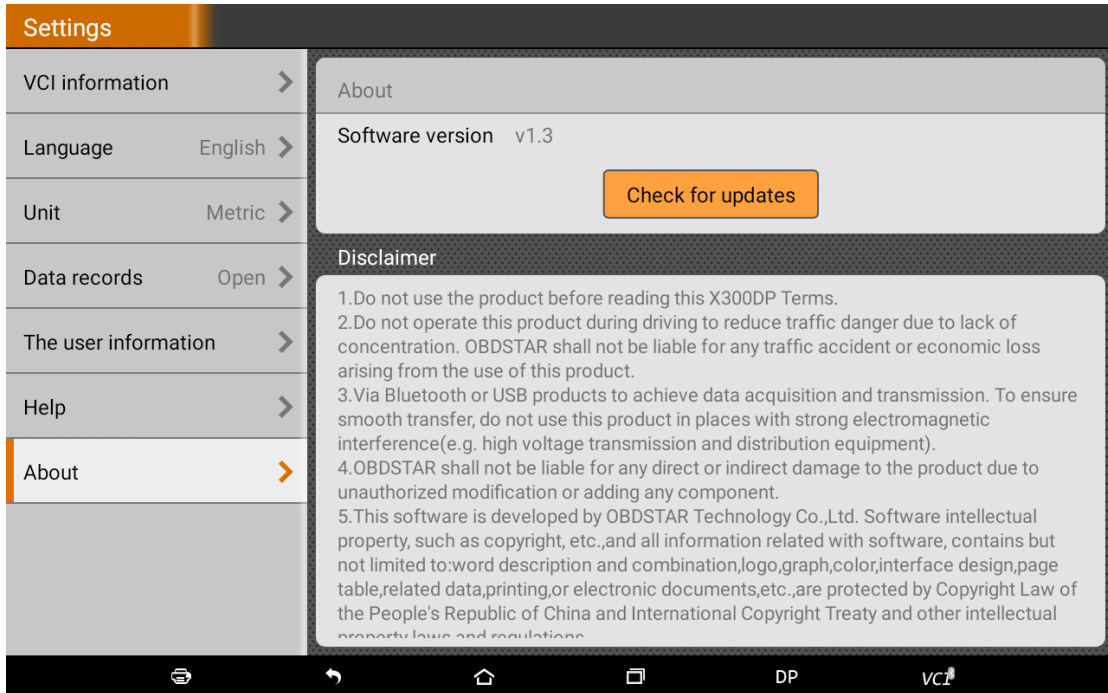 Settings
VCI information
Language English
Unit Metric
Data records Open
The user information
Help
About
About
Software version v1.3
Check for updates
Disclaimer
1.Do not use the product before reading this X300DP Terms.
2.Do not operate this product during driving to reduce traffic danger due to lack of
concentration. OBDSTAR shall not be liable for any traffic accident or economic loss
arising from the use of this product.
3.Via Bluetooth or USB products to achieve data acquisition and transmission. To ensure
smooth transfer, do not use this product in places with strong electromagnetic
interference(e.g. high voltage transmission and distribution equipment).
4.OBDSTAR shall not be liable for any direct or indirect damage to the product due to
unauthorized modification or adding any component.
5.This software is developed by OBDSTAR Technology Co.,Ltd. Software intellectual
property, such as copyright, etc.,and all information related with software, contains but
not limited to:word description and combination,logo,graph,color,interface design,page
table,related data,printing,or electronic documents,etc.,are protected by Copyright Law of
the People's Republic of China and International Copyright Treaty and other intellectual
property laws and regulations
DP
VCI